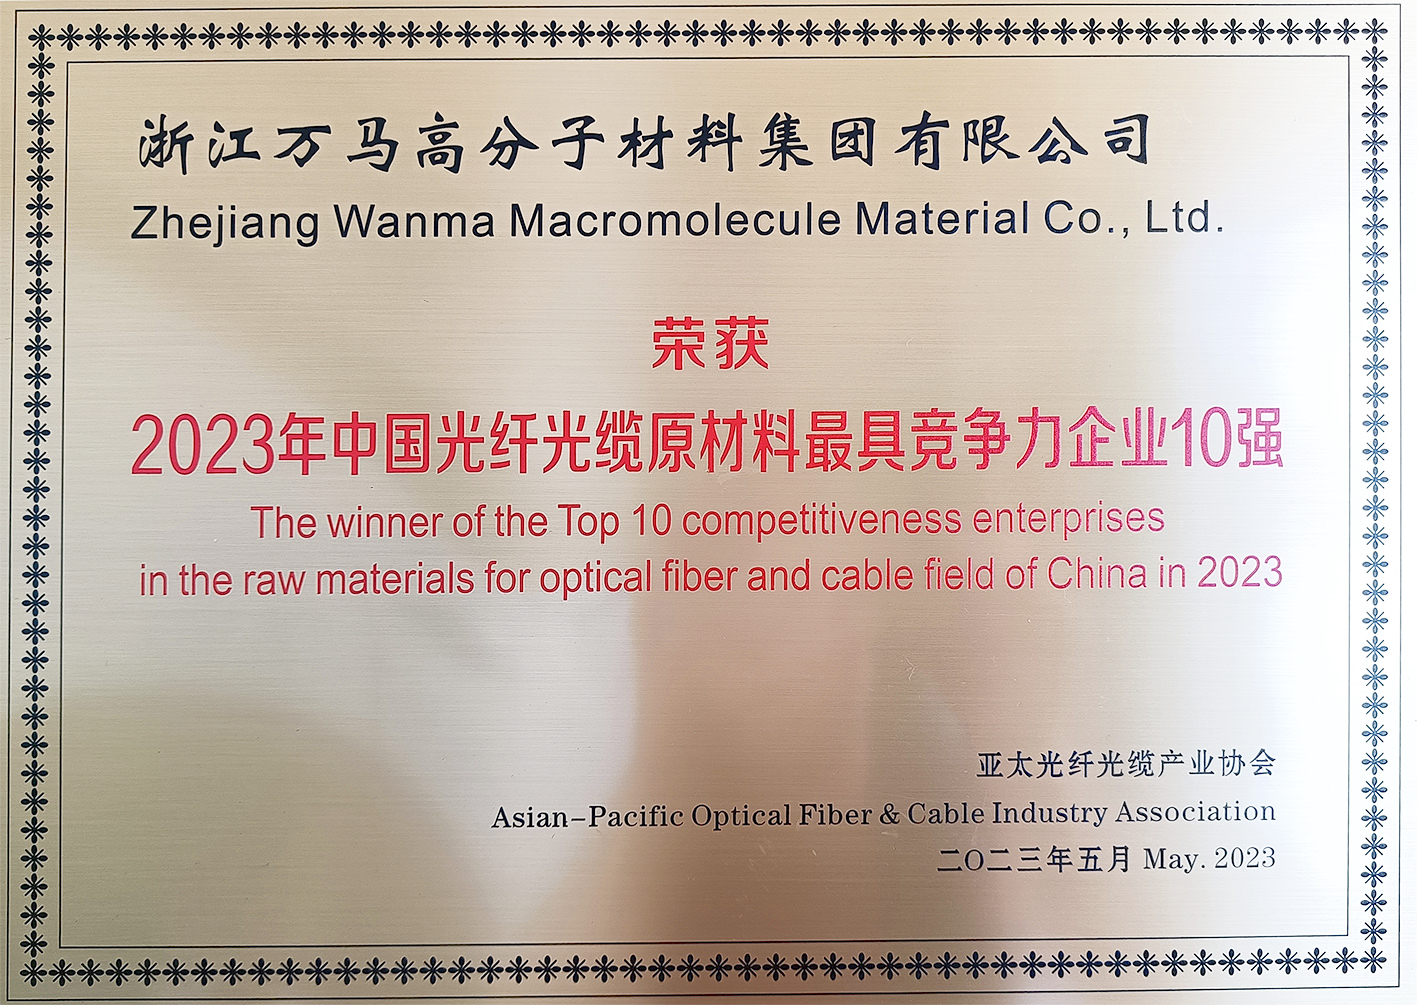 浙江万马高分子材料集团有限公司
Zhejiang Wanma Macromolecule Material Co., Ltd.
荣获
2023年中国光纤光缆原材料最具竞争力企业10强
The winner of the Top 10 competitiveness enterprises
in the raw materials for optical fiber and cable field of China in 2023
亚太光纤光缆产业协会
Asian-Pacific Optical Fiber & Cable Industry Association
二〇二三年五月 May. 2023